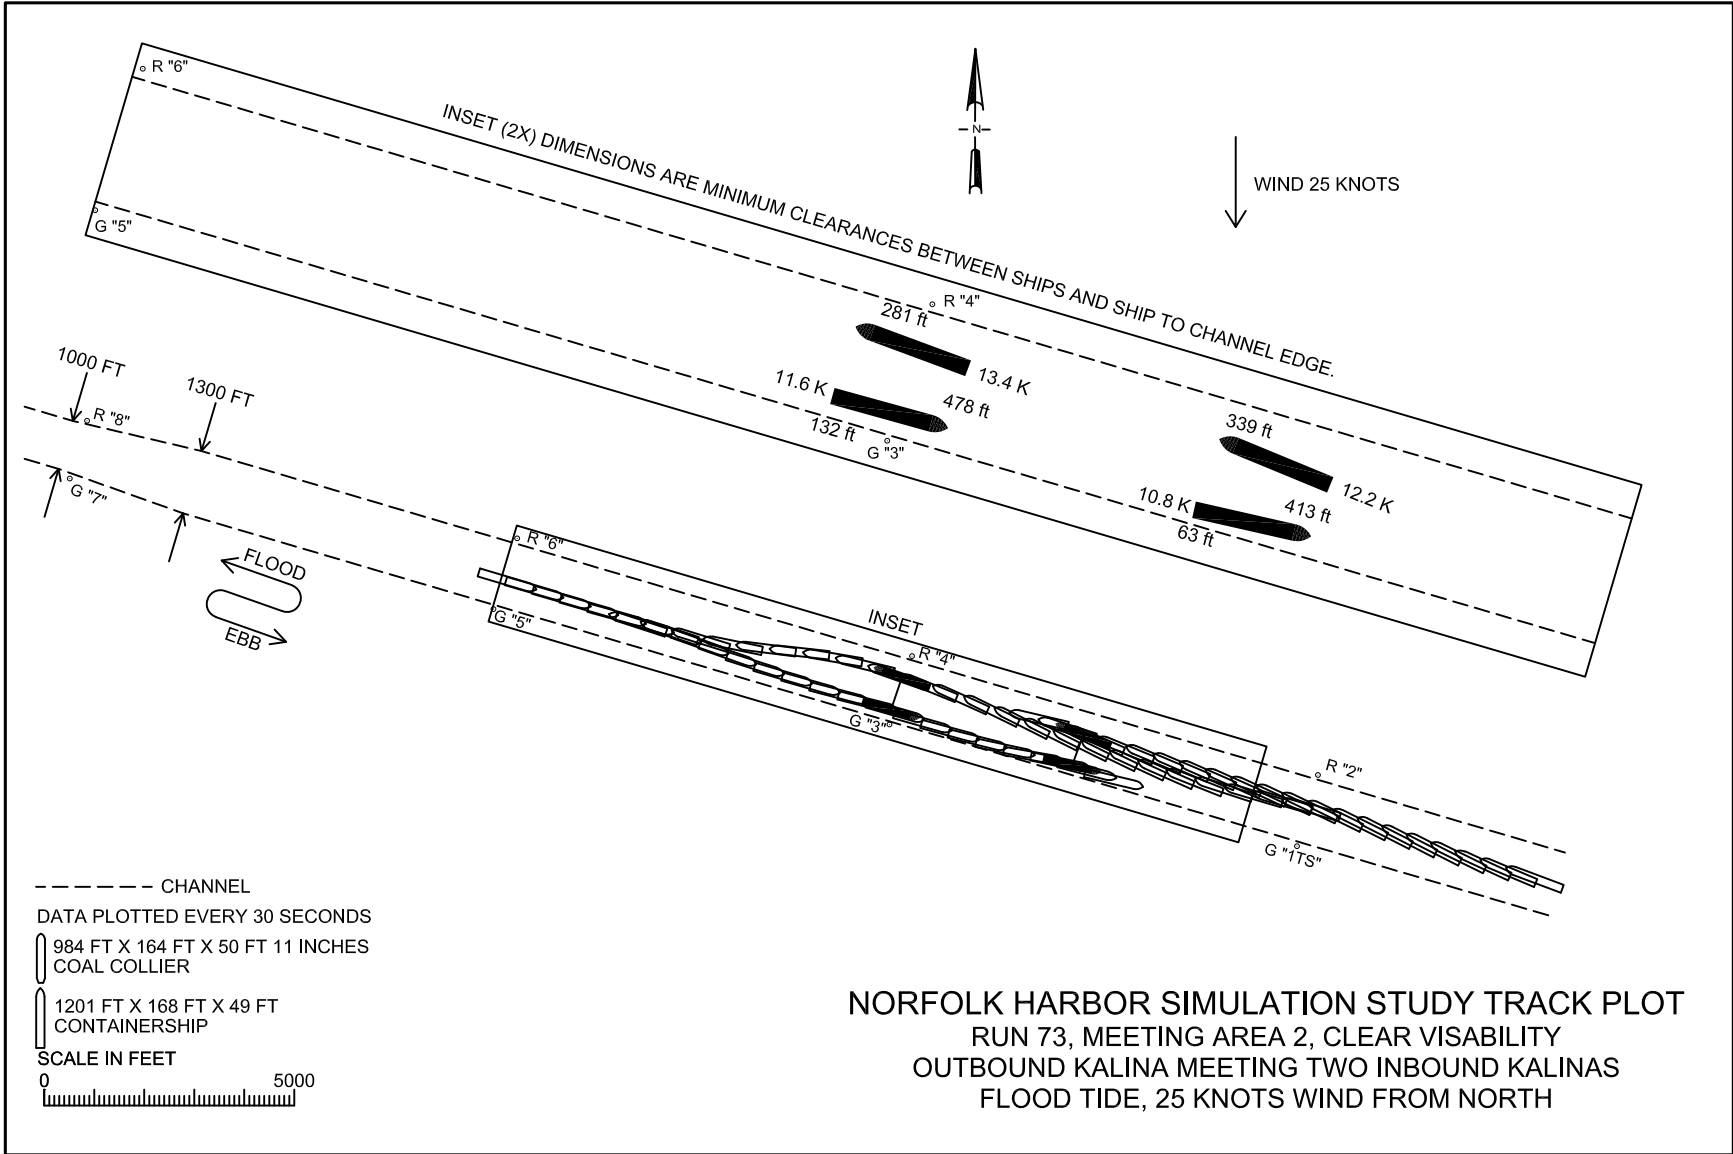 R "6"
INSET (2X) DIMENSIONS ARE MINIMUM CLEARANCES BETWEEN SHIPS AND SHIP TO CHANNEL EDGE.
N
WIND 25 KNOTS
G "5"
R "4"
281 ft
13.4 K
11.6 K
478 ft
132 ft
G "3"
339 ft
12.2 K
10.8 K
413 ft
63 ft
1000 FT
1300 FT
R "8"
G "7"
FLOOD
EBB
R "6"
G "5"
INSET
R "4"
G "3"
R "2"
G "1TS"
CHANNEL
DATA PLOTTED EVERY 30 SECONDS
984 FT X 164 FT X 50 FT 11 INCHES
COAL COLLIER
1201 FT X 168 FT X 49 FT
CONTAINERSHIP
SCALE IN FEET
0 5000
NORFOLK HARBOR SIMULATION STUDY TRACK PLOT
RUN 73, MEETING AREA 2, CLEAR VISABILITY
OUTBOUND KALINA MEETING TWO INBOUND KALINAS
FLOOD TIDE, 25 KNOTS WIND FROM NORTH